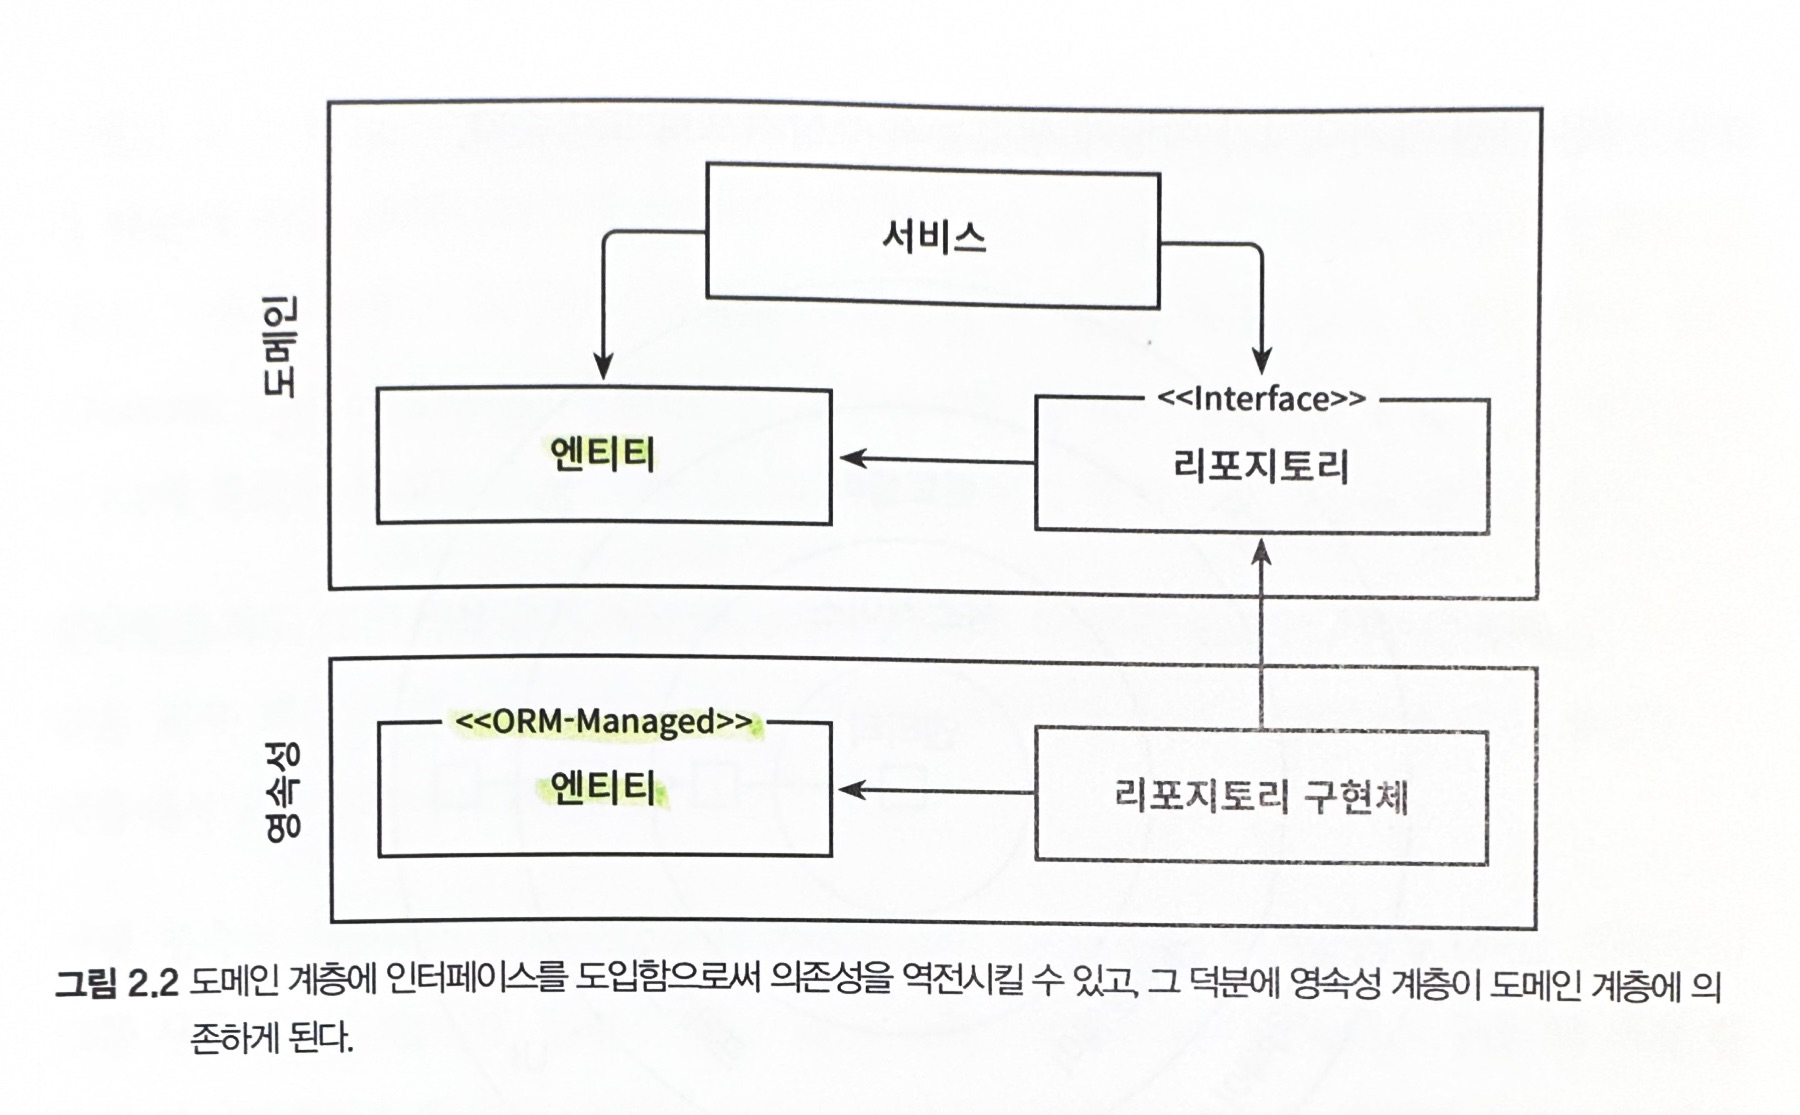 도메인
서비스
엔티티
<<Interface>>
리포지토리
영속성
<<ORM-Managed>>
엔티티
리포지토리 구현체
그림 2.2 도메인 계층에 인터페이스를 도입함으로써 의존성을 역전시킬 수 있고, 그 덕분에 영속성 계층이 도메인 계층에 의
존하게 된다.